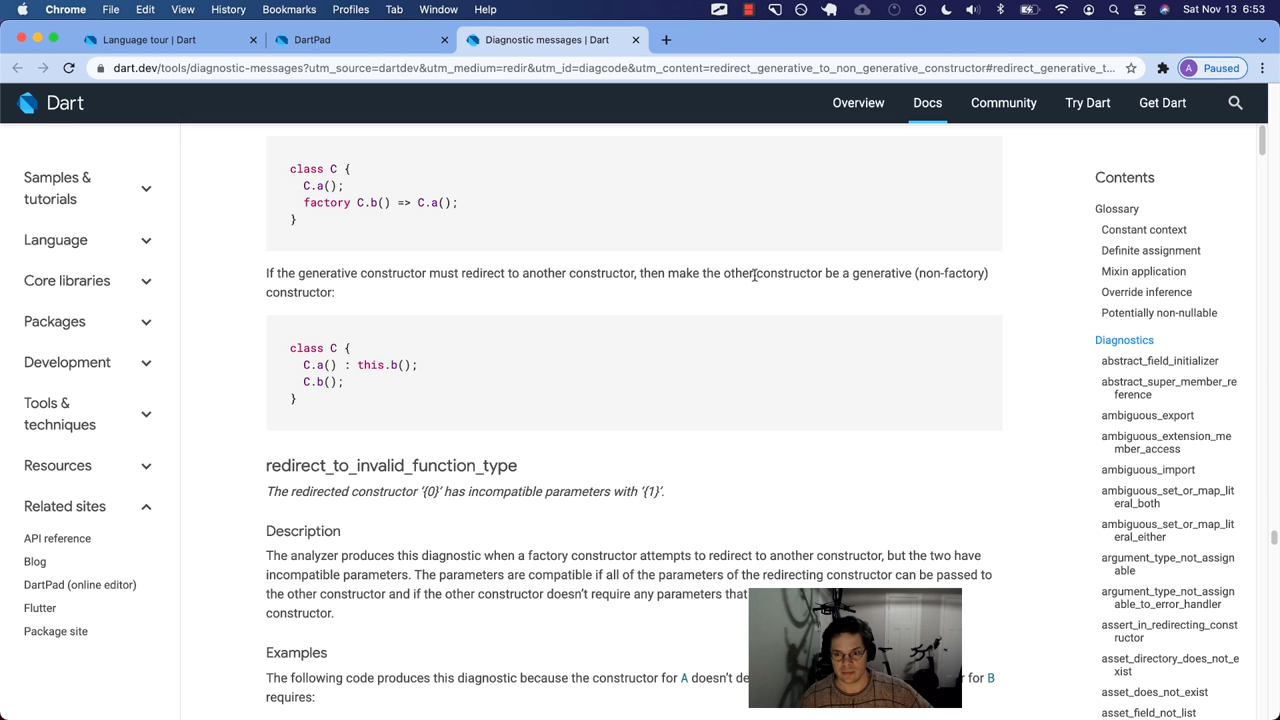 Chrome File Edit View History Bookmarks Profiles Tab Window Help Sat Nov 13 6:53
Language tour | Dart
DartPad
Diagnostic messages | Dart
dart.dev/tools/diagnostic-messages?utm_source=dartdev&utm_medium=redir&utm_id=diagcode&utm_content=redirect_generative_to_non_generative_constructor#redirect_generative_t...
A Paused
Dart
Overview Docs Community Try Dart Get Dart
Samples &
tutorials
Language
Core libraries
Packages
Development
Tools &
techniques
Resources
Related sites
API reference
Blog
DartPad (online editor)
Flutter
Package site
class C {
C.a();
factory C.b() => C.a();
}
If the generative constructor must redirect to another constructor, then make the other constructor be a generative (non-factory)
constructor:
class C {
C.a() : this.b();
C.b();
}
redirect_to_invalid_function_type
The redirected constructor ‘{0}’ has incompatible parameters with ‘{1}’.
Description
The analyzer produces this diagnostic when a factory constructor attempts to redirect to another constructor, but the two have
incompatible parameters. The parameters are compatible if all of the parameters of the redirecting constructor can be passed to
the other constructor and if the other constructor doesn’t require any parameters that
constructor.
Examples
The following code produces this diagnostic because the constructor for A doesn’t for B
requires:
Contents
Glossary
Constant context
Definite assignment
Mixin application
Override inference
Potentially non-nullable
Diagnostics
abstract_field_initializer
abstract_super_member_re
ference
ambiguous_export
ambiguous_extension_me
mber_access
ambiguous_import
ambiguous_set_or_map_lit
eral_both
ambiguous_set_or_map_lit
eral_either
argument_type_not_assign
able
argument_type_not_assign
able_to_error_handler
assert_in_redirecting_const
ructor
asset_directory_does_not_e
xist
asset_does_not_exist
asset_field_not_list